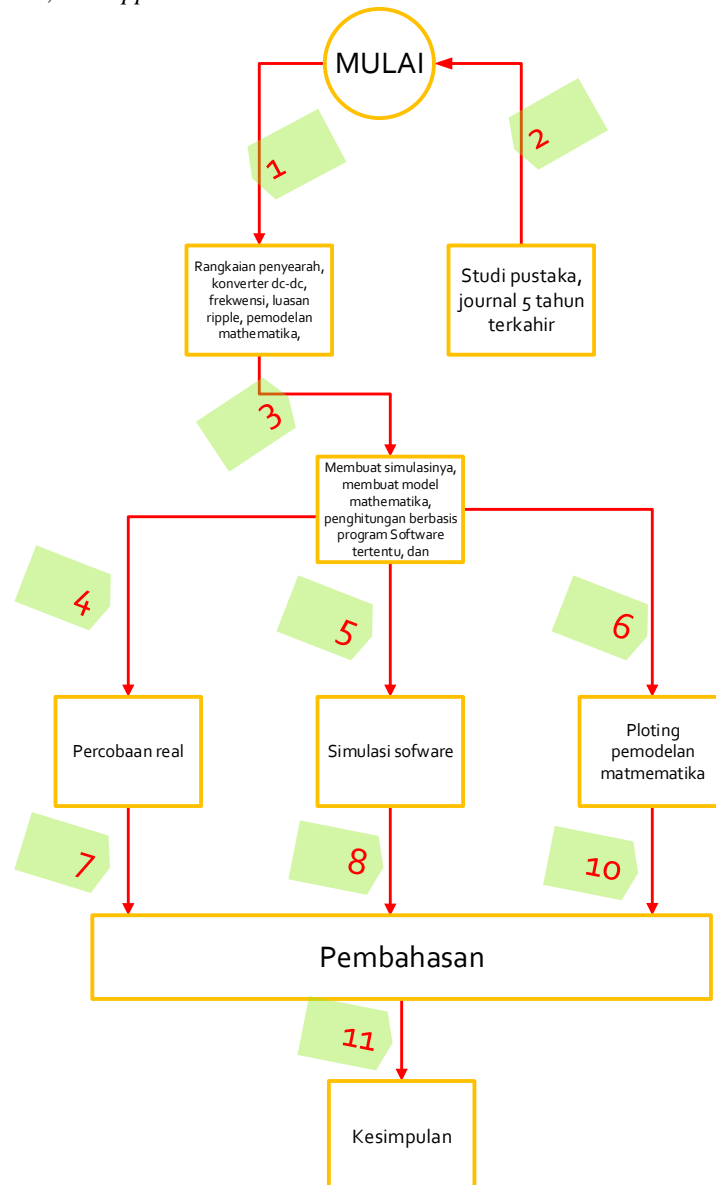 MULAI
1
2
Rangkaian penyearah,
konverter dc-dc,
frekwensi, luasan
ripple, pemodelan
mathematika,
Studi pustaka,
journal 5 tahun
terkahir
3
Membuat simulasinya,
membuat model
mathematika,
penghitungan berbasis
program Software
tertentu, dan
4
5
6
Percobaan real
Simulasi sofware
Ploting
pemodelan
matmematika
7
8
10
Pembahasan
11
Kesimpulan